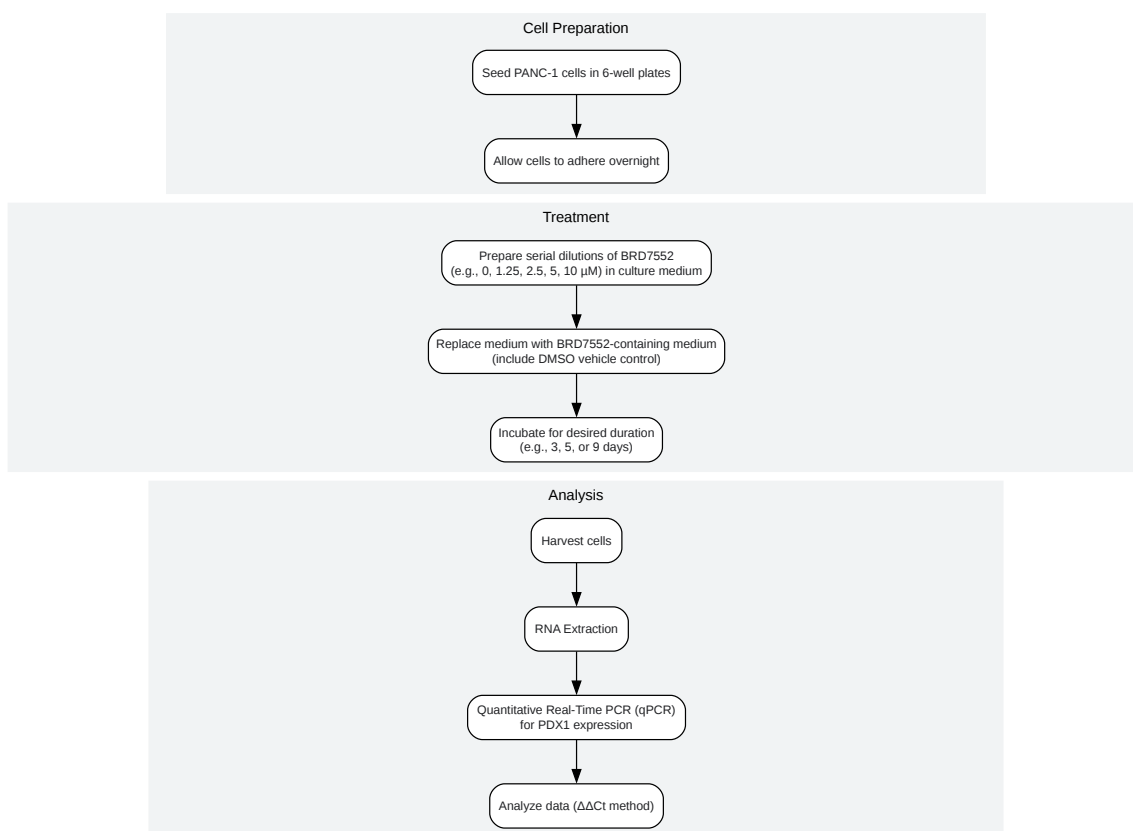 Cell Preparation
Seed PANC-1 cells in 6-well plates
Allow cells to adhere overnight
Treatment
Prepare serial dilutions of BRD7552
(e.g., 0, 1.25, 2.5, 5, 10 µM) in culture medium
Replace medium with BRD7552-containing medium
(include DMSO vehicle control)
Incubate for desired duration
(e.g., 3, 5, or 9 days)
Analysis
Harvest cells
RNA Extraction
Quantitative Real-Time PCR (qPCR)
for PDX1 expression
Analyze data (ΔΔCt method)